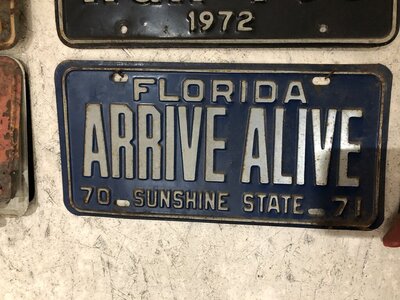 1972
FLORIDA
ARRIVE ALIVE
70 SUNSHINE STATE 71